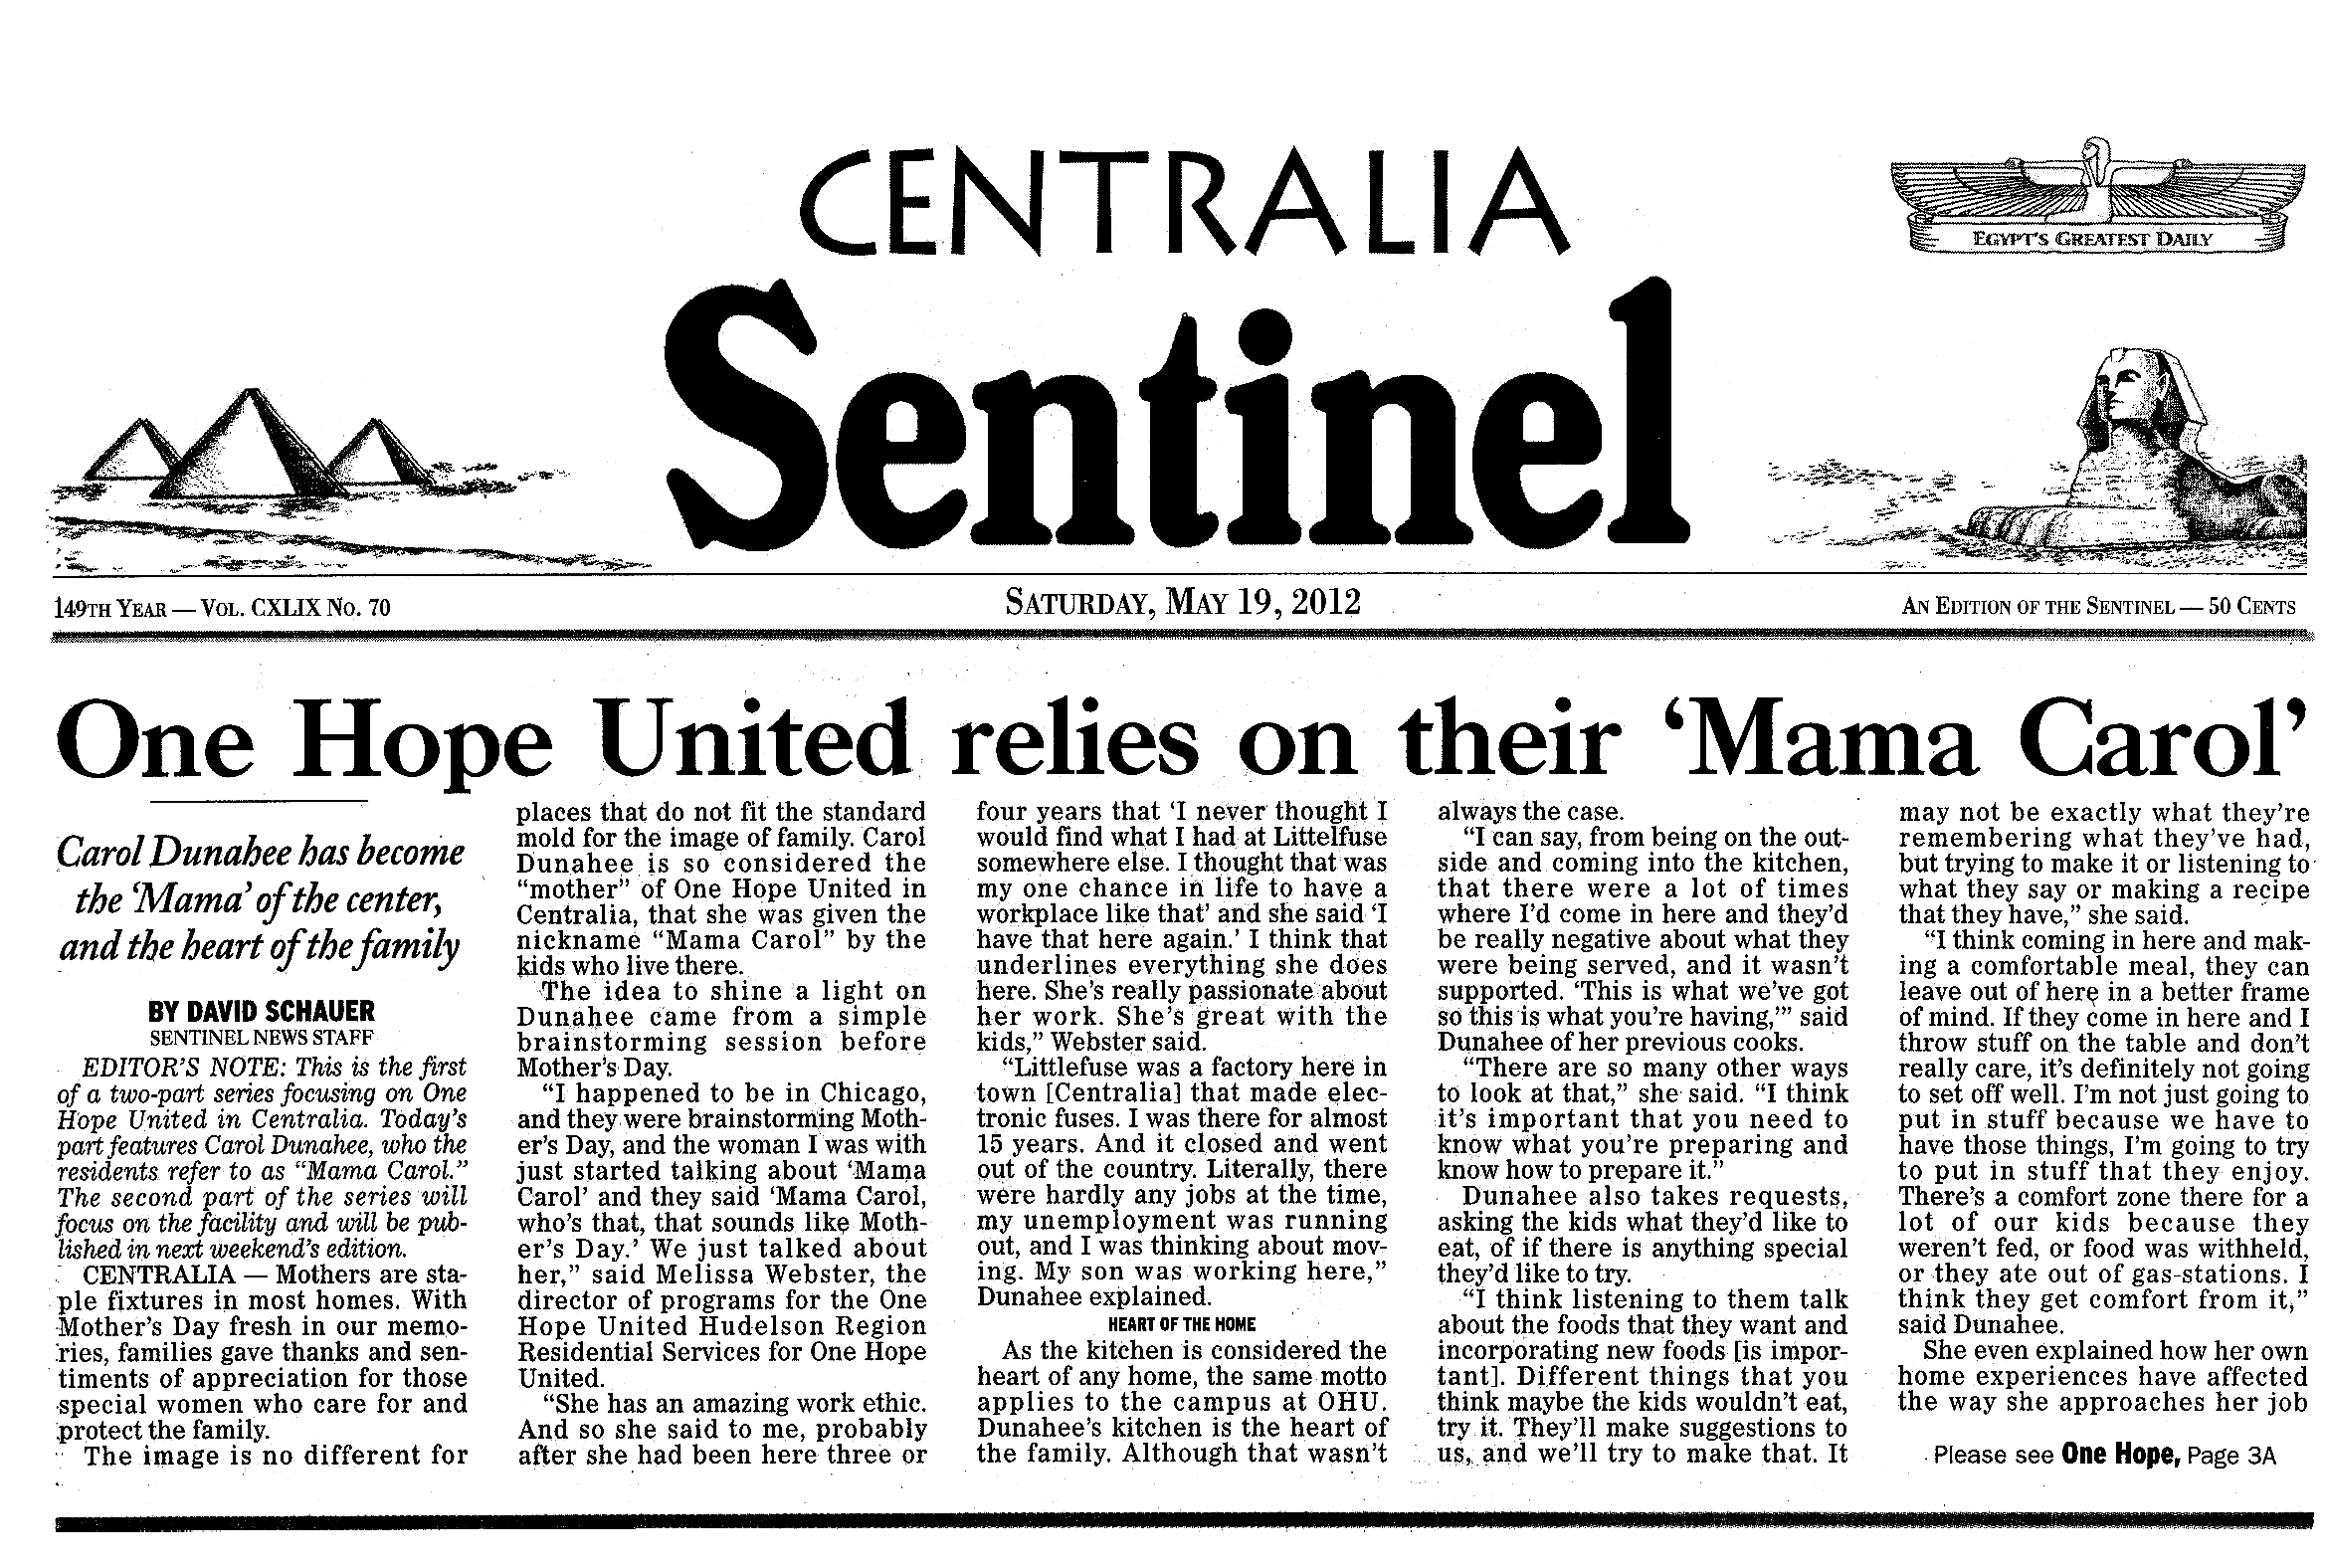 CENTRALIA
Sentinel
EGYPT'S GREATEST DAILY
149TH YEAR — VOL. CXLIX NO. 70
SATURDAY, MAY 19, 2012
AN EDITION OF THE SENTINEL — 50 CENTS
One Hope United relies on their ‘Mama Carol’
Carol Dunahee has become
the ‘Mama’ of the center,
and the heart of the family
BY DAVID SCHAUER
SENTINEL NEWS STAFF
EDITOR'S NOTE: This is the first
of a two-part series focusing on One
Hope United in Centralia. Today's
part features Carol Dunahee, who the
residents refer to as “Mama Carol.”
The second part of the series will
focus on the facility and will be pub-
lished in next weekend's edition.
CENTRALIA — Mothers are sta-
ple fixtures in most homes. With
Mother's Day fresh in our memo-
ries, families gave thanks and sen-
timents of appreciation for those
special women who care for and
protect the family.
The image is no different for
places that do not fit the standard
mold for the image of family. Carol
Dunahee is so considered the
“mother” of One Hope United in
Centralia, that she was given the
nickname “Mama Carol” by the
kids who live there.
The idea to shine a light on
Dunahee came from a simple
brainstorming session before
Mother's Day.
“I happened to be in Chicago,
and they were brainstorming Moth-
er's Day, and the woman I was with
just started talking about ‘Mama
Carol’ and they said ‘Mama Carol,
who's that, that sounds like Moth-
er's Day.’ We just talked about
her,” said Melissa Webster, the
director of programs for the One
Hope United Hudelson Region
Residential Services for One Hope
United.
“She has an amazing work ethic.
And so she said to me, probably
after she had been here three or
four years that ‘I never thought I
would find what I had at Littelfuse
somewhere else. I thought that was
my one chance in life to have a
workplace like that’ and she said ‘I
have that here again.’ I think that
underlines everything she does
here. She's really passionate about
her work. She's great with the
kids,” Webster said.
“Littlefuse was a factory here in
town [Centralia] that made elec-
tronic fuses. I was there for almost
15 years. And it closed and went
out of the country. Literally, there
were hardly any jobs at the time,
my unemployment was running
out, and I was thinking about mov-
ing. My son was working here,”
Dunahee explained.
HEART OF THE HOME
As the kitchen is considered the
heart of any home, the same motto
applies to the campus at OHU.
Dunahee's kitchen is the heart of
the family. Although that wasn't
always the case.
“I can say, from being on the out-
side and coming into the kitchen,
that there were a lot of times
where I'd come in here and they'd
be really negative about what they
were being served, and it wasn't
supported. ‘This is what we've got
so this is what you're having,’” said
Dunahee of her previous cooks.
“There are so many other ways
to look at that,” she said. “I think
it's important that you need to
know what you're preparing and
know how to prepare it.”
Dunahee also takes requests,
asking the kids what they'd like to
eat, of if there is anything special
they'd like to try.
“I think listening to them talk
about the foods that they want and
incorporating new foods [is impor-
tant]. Different things that you
think maybe the kids wouldn't eat,
try it. They'll make suggestions to
us, and we'll try to make that. It
may not be exactly what they're
remembering what they've had,
but trying to make it or listening to
what they say or making a recipe
that they have,” she said.
“I think coming in here and mak-
ing a comfortable meal, they can
leave out of here in a better frame
of mind. If they come in here and I
throw stuff on the table and don't
really care, it's definitely not going
to set off well. I'm not just going to
put in stuff because we have to
have those things, I'm going to try
to put in stuff that they enjoy.
There's a comfort zone there for a
lot of our kids because they
weren't fed, or food was withheld,
or they ate out of gas-stations. I
think they get comfort from it,”
said Dunahee.
She even explained how her own
home experiences have affected
the way she approaches her job
Please see One Hope, Page 3A